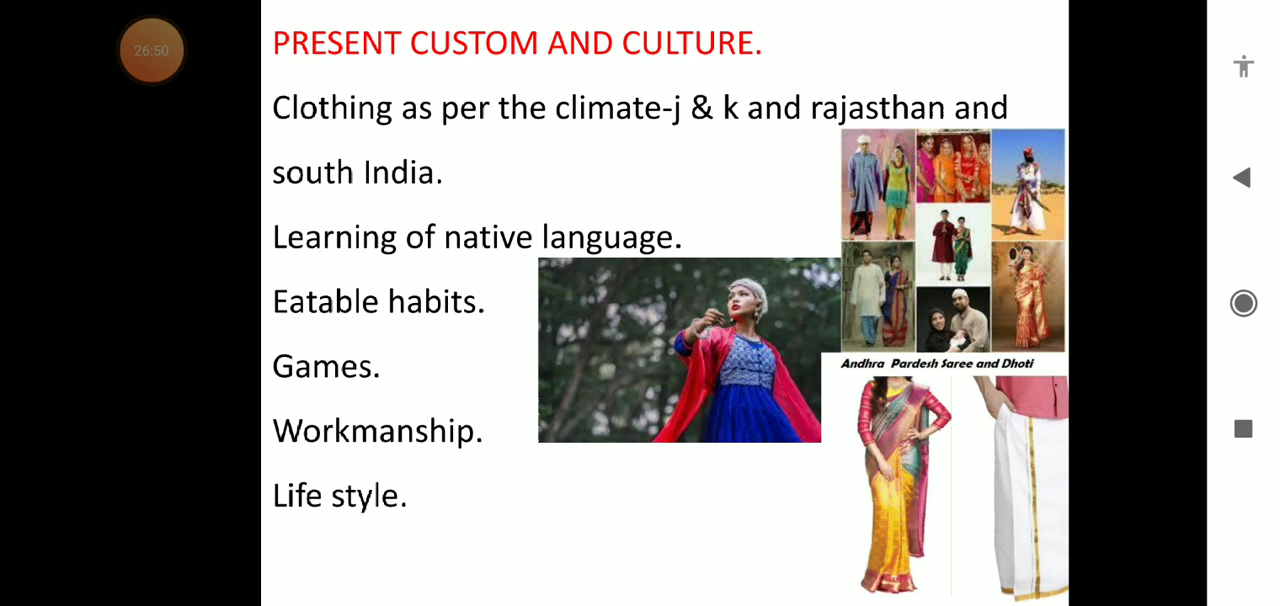 26:50
PRESENT CUSTOM AND CULTURE.
Clothing as per the climate-j & k and rajasthan and
south India.
Learning of native language.
Eatable habits.
Games.
Workmanship.
Life style.
Andhra Pardesh Saree and Dhoti